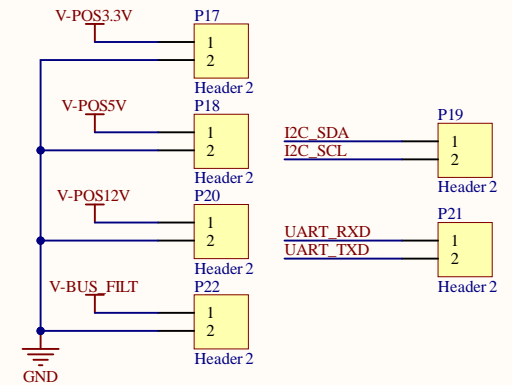 V-POS3.3V
P17
1
2
Header 2
V-POS5V
P18
1
2
Header 2
V-POS12V
P20
1
2
Header 2
V-BUS_FILT
P22
1
2
Header 2
GND
P19
I2C_SDA
1
I2C_SCL
2
Header 2
P21
UART_RXD
1
UART_TXD
2
Header 2